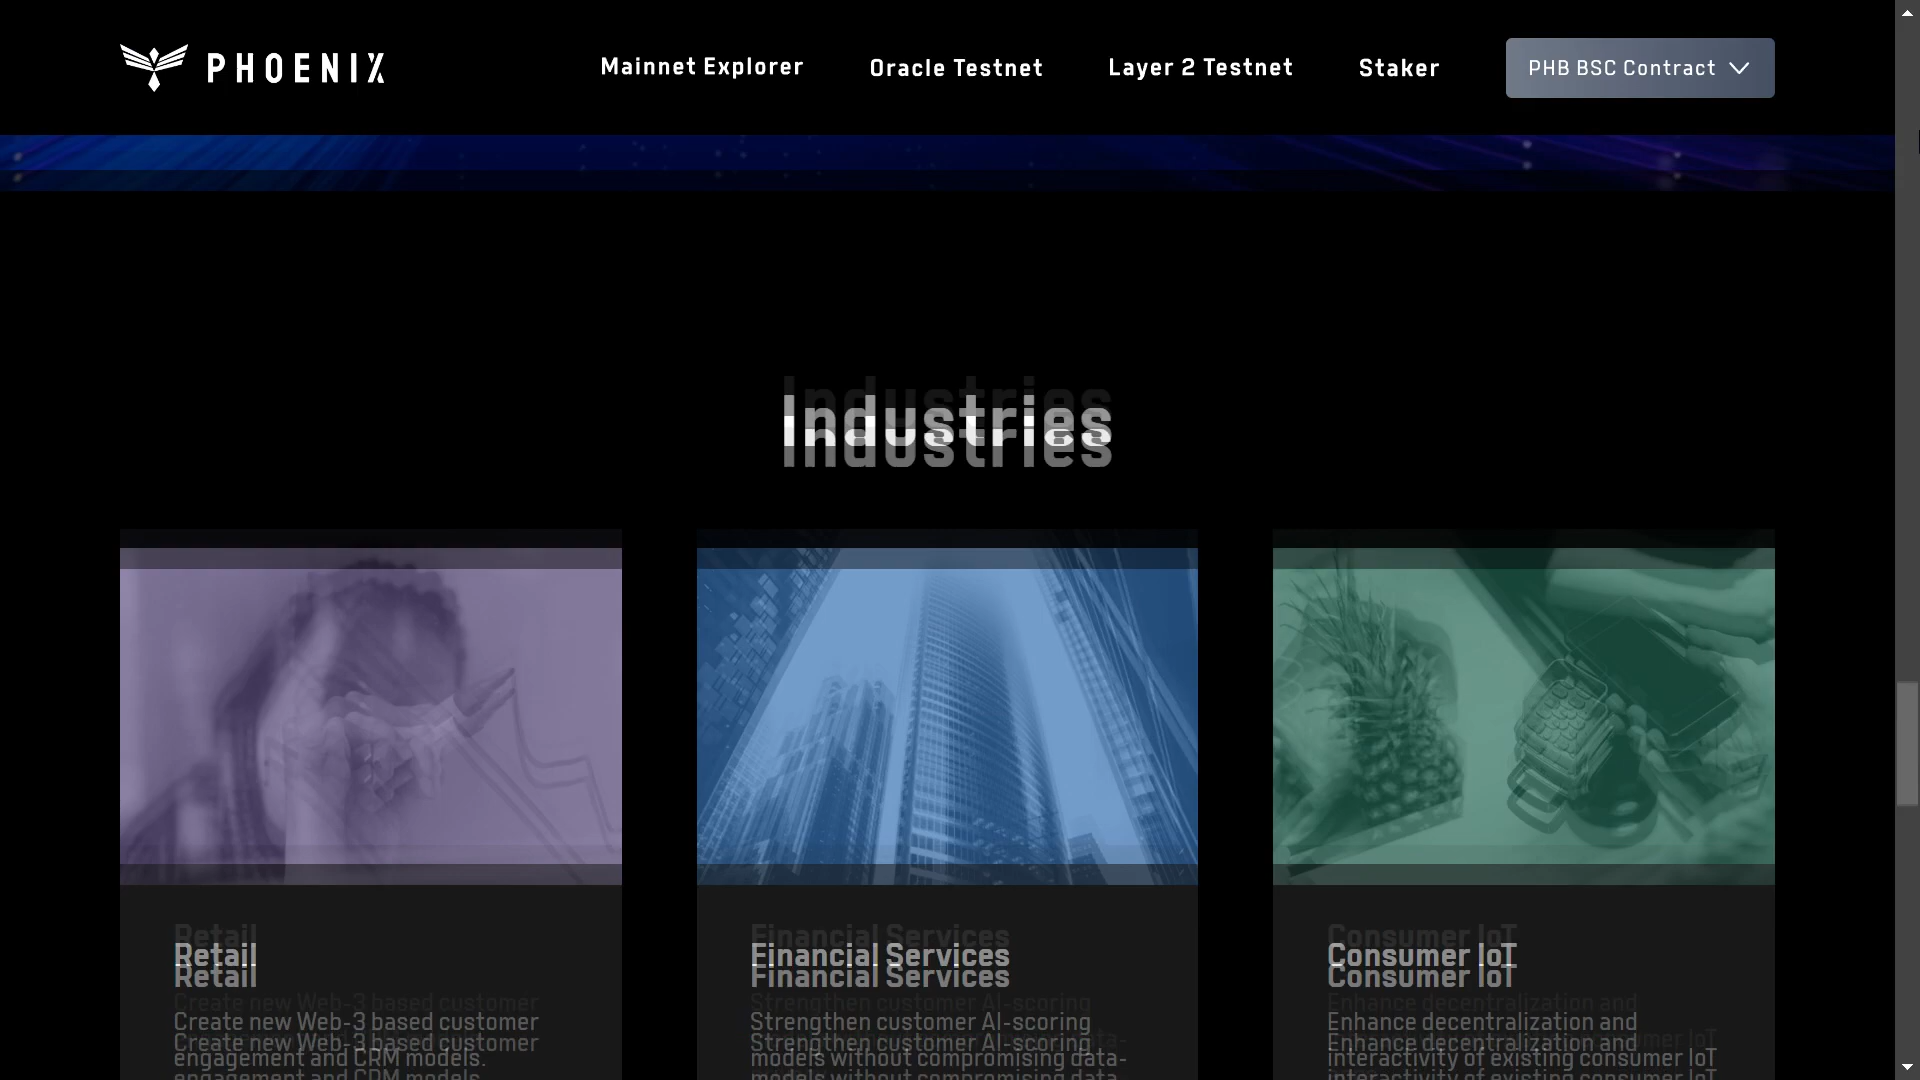 PHOENIX
Mainnet Explorer
Oracle Testnet
Layer 2 Testnet
Staker
PHB BSC Contract
Industries
Retail
Create new Web-3 based customer
engagement and CRM models.
Financial Services
Strengthen customer AI-scoring
models without compromising data-
Consumer IoT
Enhance decentralization and
interactivity of existing consumer IoT